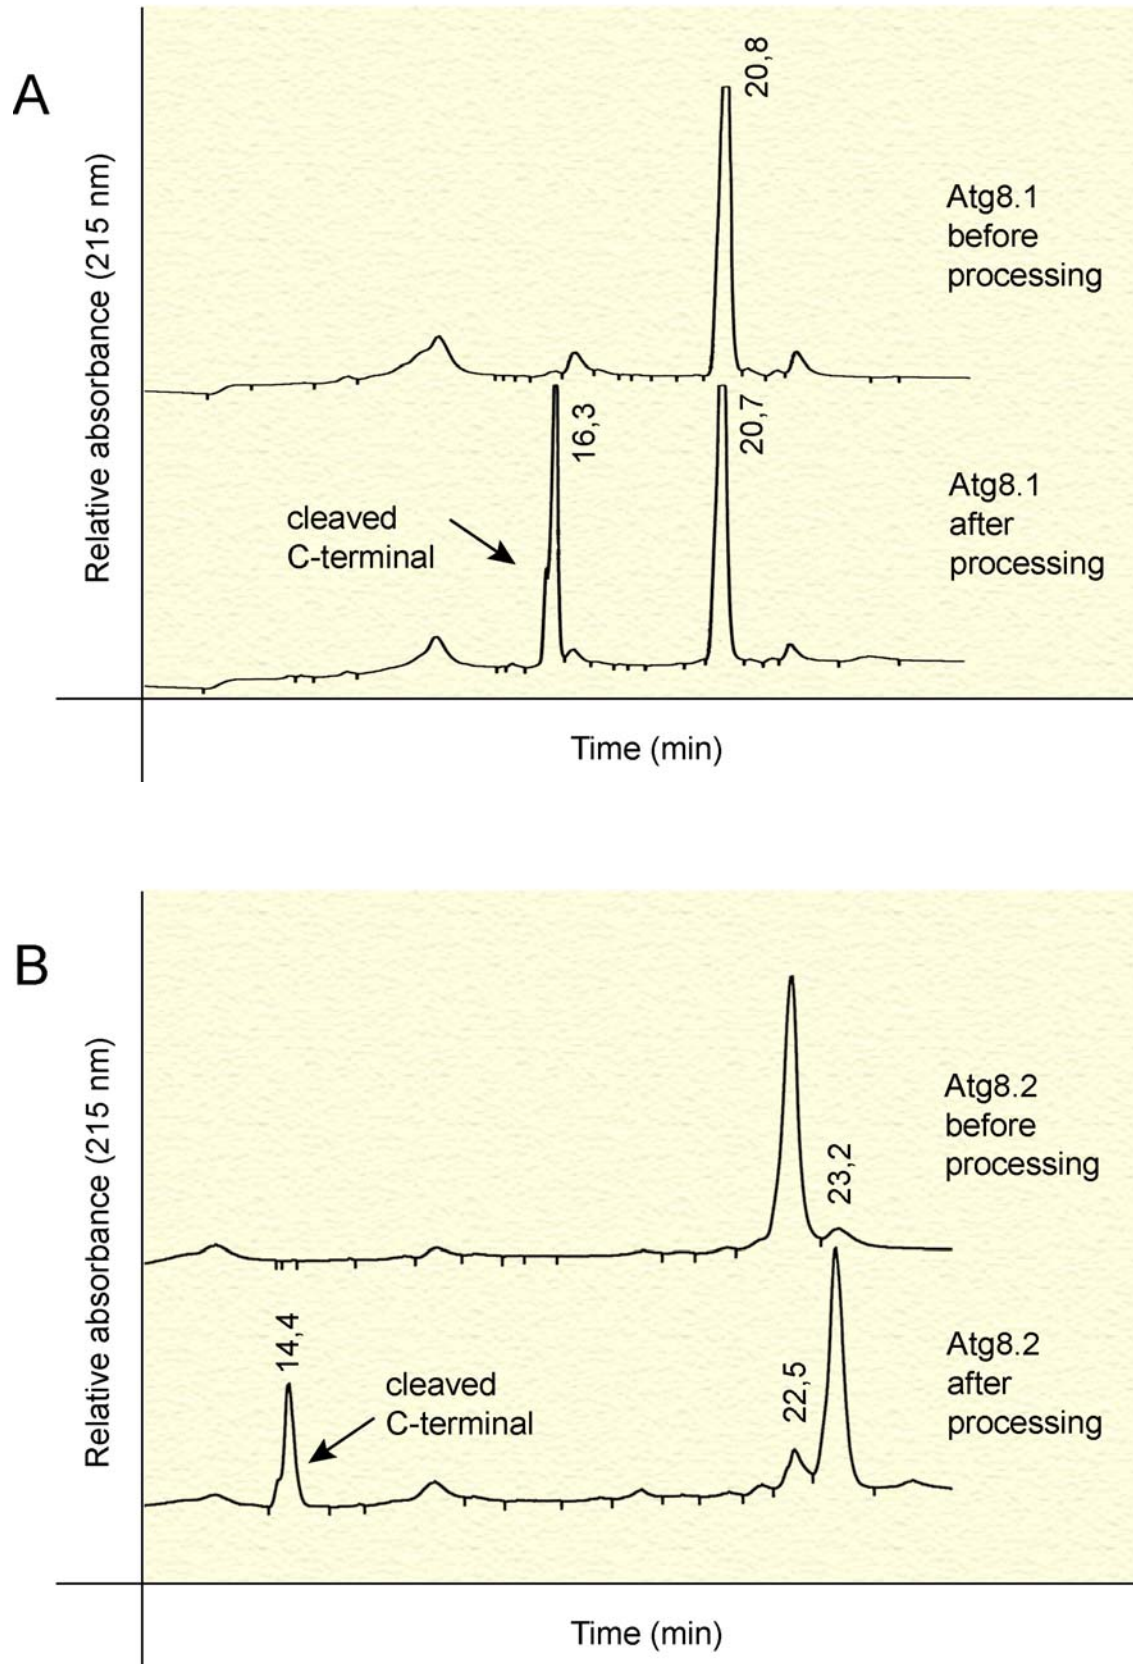 A
Relative absorbance (215 nm)
20,8
Atg8.1
before
processing
16,3
20,7
cleaved
C-terminal
Atg8.1
after
processing
Time (min)
B
Relative absorbance (215 nm)
Atg8.2
before
processing
23,2
14,4
cleaved
C-terminal
22,5
Atg8.2
after
processing
Time (min)